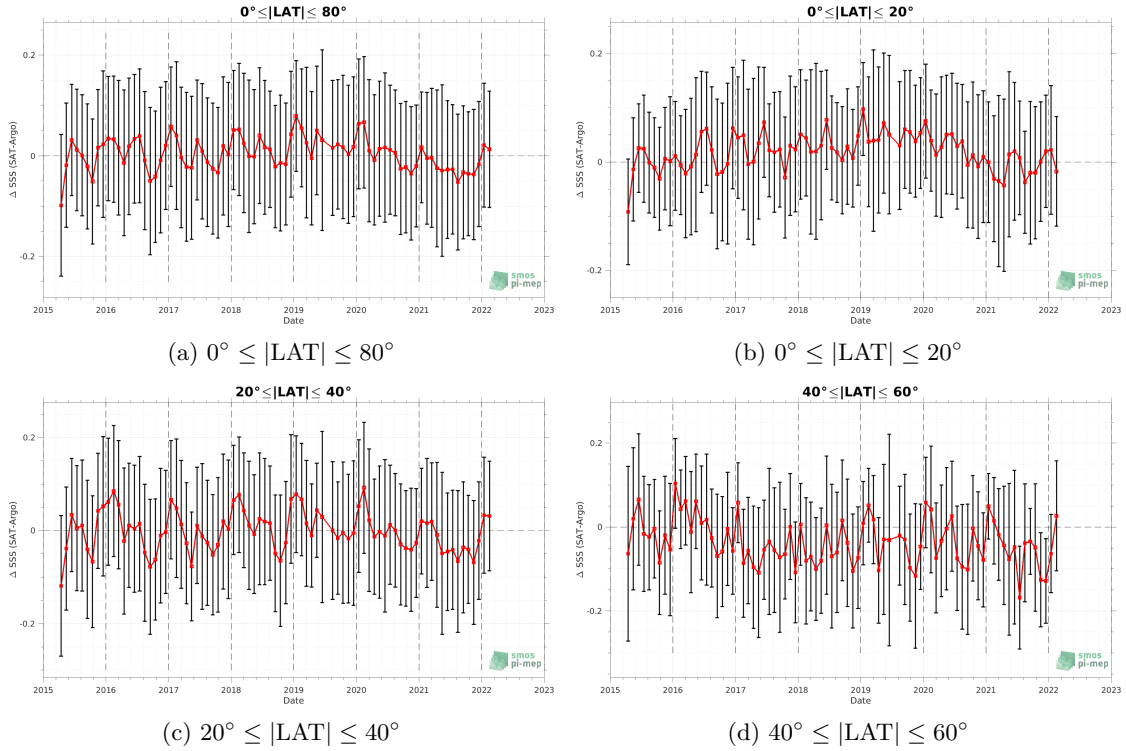 0°≤|LAT|≤ 80°
Δ SSS (SAT-Argo)
0.2
0
-0.2
2015 2016 2017 2018 2019 2020 2021 2022 2023
Date
smos
pi-mep
(a) 0° ≤ |LAT| ≤ 80°
0°≤|LAT|≤ 20°
Δ SSS (SAT-Argo)
0.2
0
-0.2
2015 2016 2017 2018 2019 2020 2021 2022 2023
Date
smos
pi-mep
(b) 0° ≤ |LAT| ≤ 20°
20°≤|LAT|≤ 40°
Δ SSS (SAT-Argo)
0.2
0
-0.2
2015 2016 2017 2018 2019 2020 2021 2022 2023
Date
smos
pi-mep
(c) 20° ≤ |LAT| ≤ 40°
40°≤|LAT|≤ 60°
Δ SSS (SAT-Argo)
0.2
0
-0.2
2015 2016 2017 2018 2019 2020 2021 2022 2023
Date
smos
pi-mep
(d) 40° ≤ |LAT| ≤ 60°